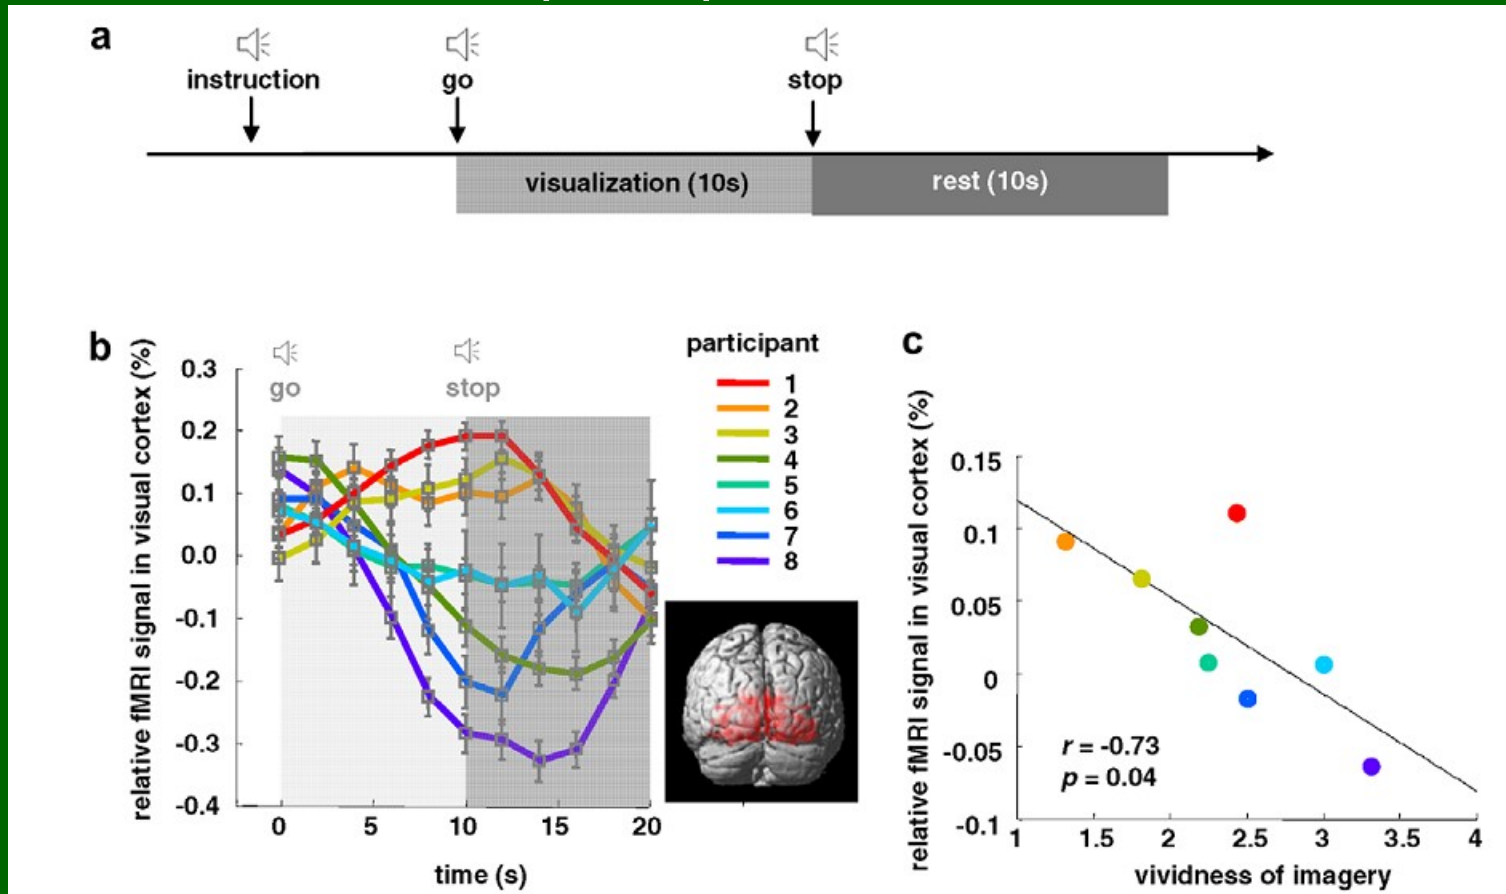 a
instruction
go
stop
visualization (10s)
rest (10s)
b
relative fMRI signal in visual cortex (%)
0.3
0.2
0.1
0.0
-0.1
-0.2
-0.3
-0.4
go
stop
0
5
10
15
20
time (s)
participant
1
2
3
4
5
6
7
8
c
relative fMRI signal in visual cortex (%)
0.15
0.1
0.05
0
-0.05
-0.1
r = -0.73
p = 0.04
1
1.5
2
2.5
3
3.5
4
vividness of imagery